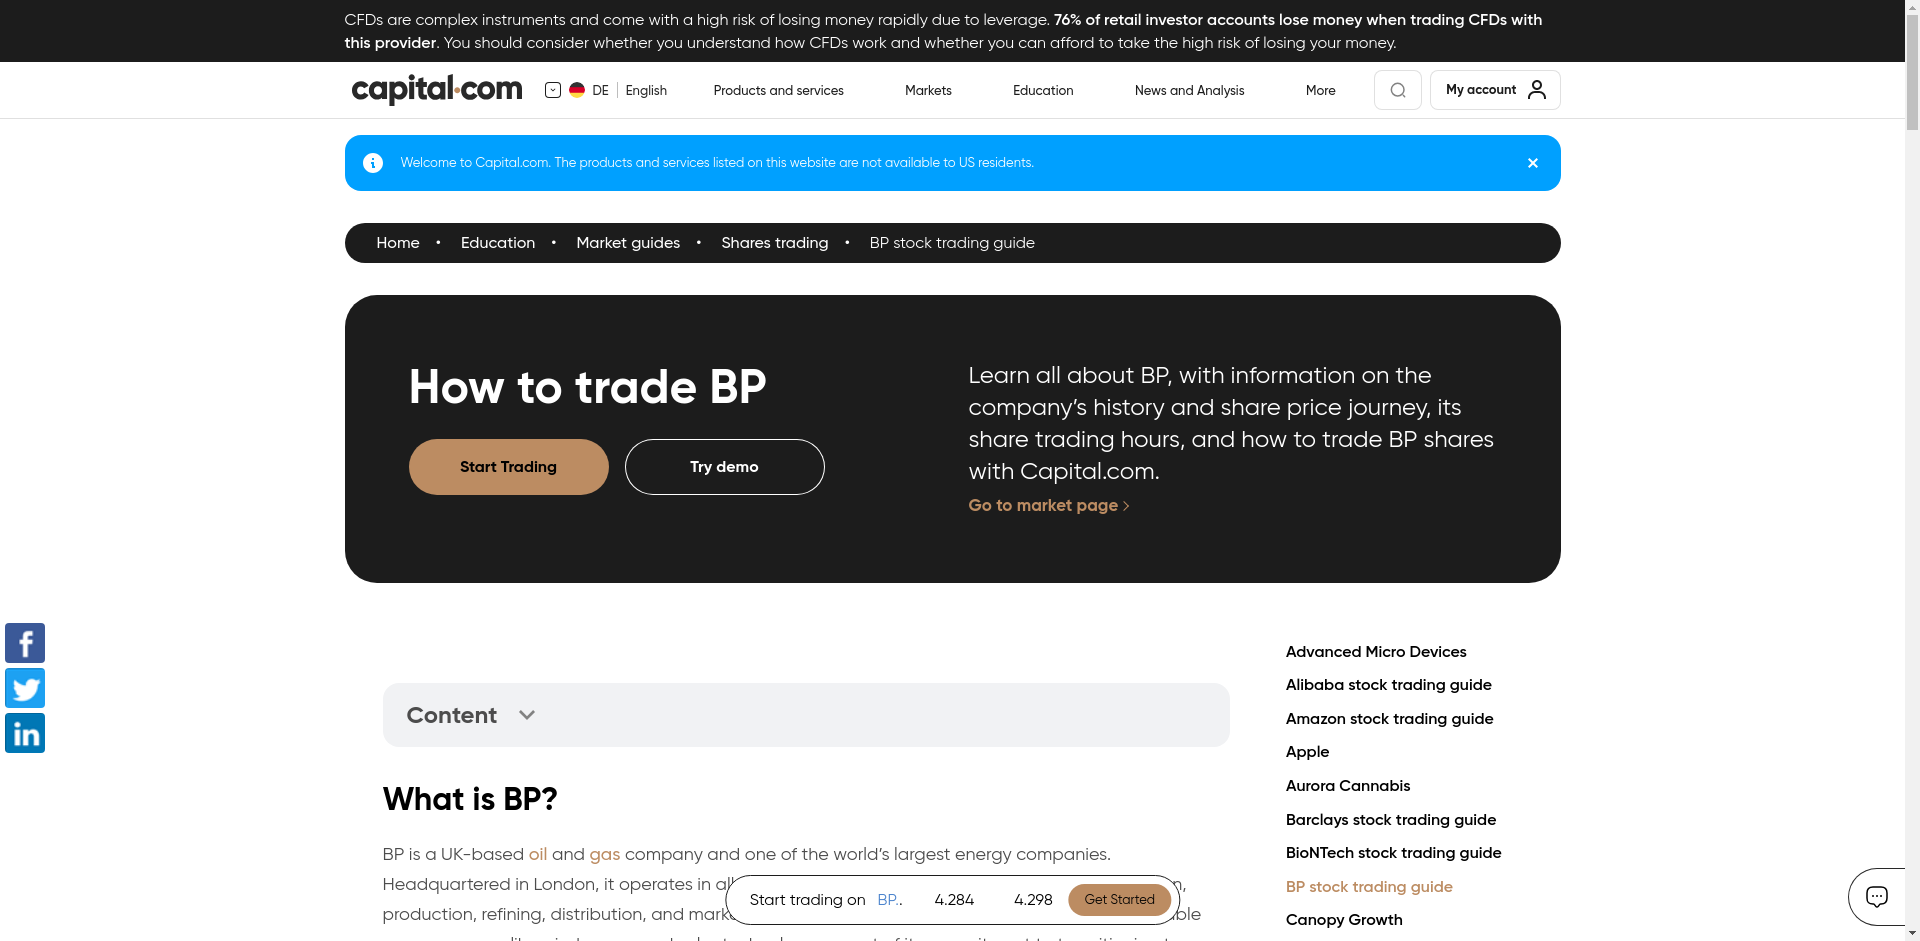 CFDs are complex instruments and come with a high risk of losing money rapidly due to leverage. 76% of retail investor accounts lose money when trading CFDs with
this provider. You should consider whether you understand how CFDs work and whether you can afford to take the high risk of losing your money.
capital.com
DE
English
Products and services
Markets
Education
News and Analysis
More
My account
Welcome to Capital.com. The products and services listed on this website are not available to US residents.
Home • Education • Market guides • Shares trading • BP stock trading guide
How to trade BP
Start Trading
Try demo
Learn all about BP, with information on the
company’s history and share price journey, its
share trading hours, and how to trade BP shares
with Capital.com.
Go to market page
Content
What is BP?
BP is a UK-based oil and gas company and one of the world’s largest energy companies.
Headquartered in London, it operates in all
production, refining, distribution, and
Start trading on BP.. 4.284 4.298 Get Started
Advanced Micro Devices
Alibaba stock trading guide
Amazon stock trading guide
Apple
Aurora Cannabis
Barclays stock trading guide
BioNTech stock trading guide
BP stock trading guide
Canopy Growth